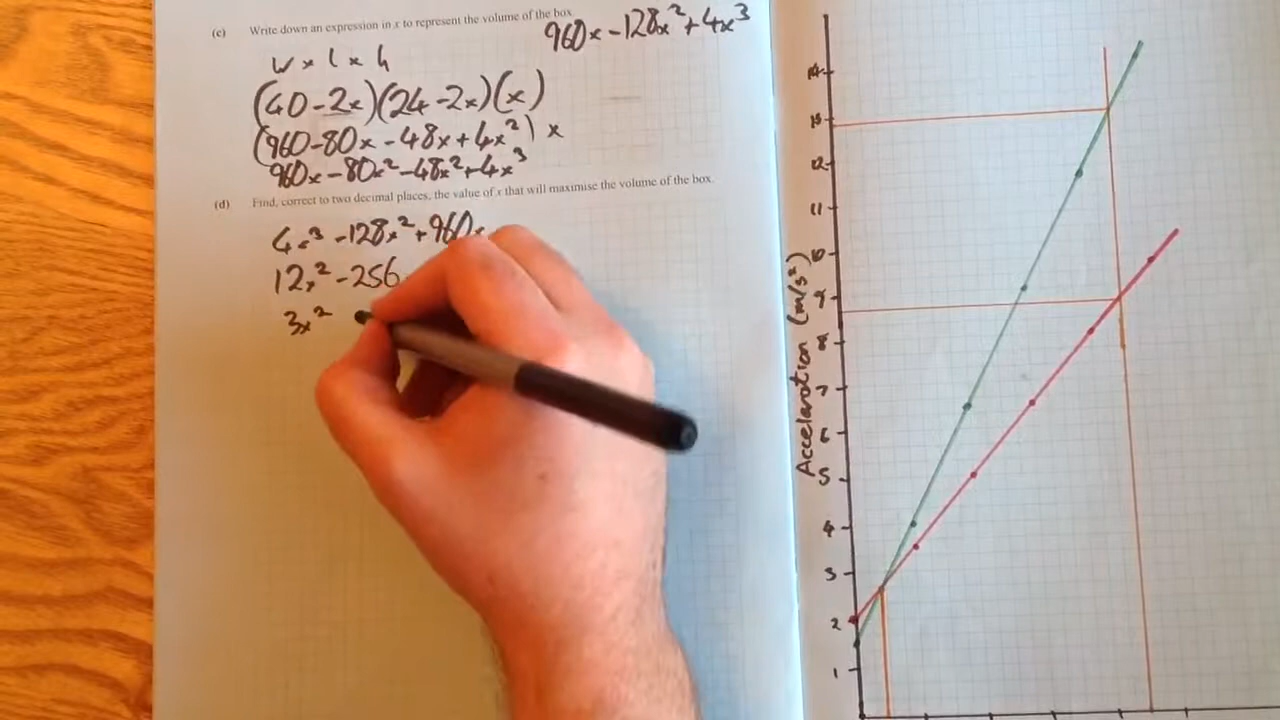 (c) Write down an expression in x to represent the volume of the box.
960x - 128x² + 4x³
w × l × h
(40 - 2x)(24 - 2x)(x)
(960 - 80x - 48x + 4x²) x
960x - 80x² - 48x² + 4x³
(d) Find, correct to two decimal places, the value of x that will maximise the volume of the box.
4x³ - 128x² + 960x
12x² - 256
3x²
14
13
12
11
10
9
8
7
6
5
4
3
2
1
Acceleration (m/s²)